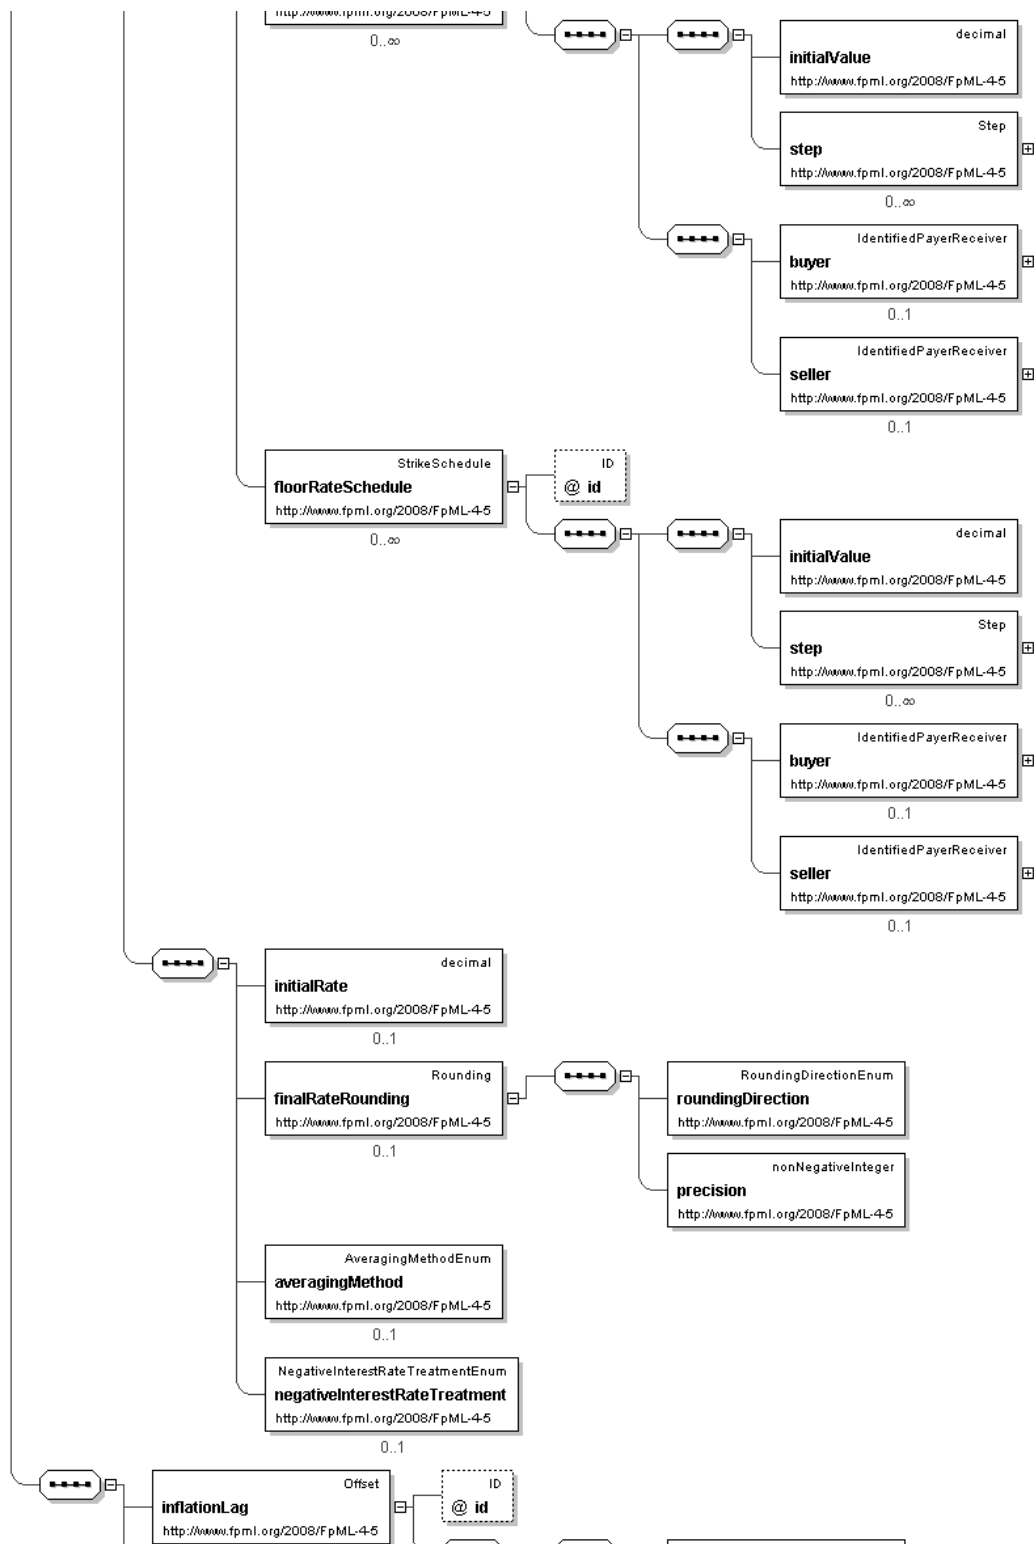 http://www.fpml.org/2008/FpML-4-5
0..∞
decimal
initialValue
http://www.fpml.org/2008/FpML-4-5
Step
step
http://www.fpml.org/2008/FpML-4-5
0..∞
IdentifiedPayerReceiver
buyer
http://www.fpml.org/2008/FpML-4-5
0..1
IdentifiedPayerReceiver
seller
http://www.fpml.org/2008/FpML-4-5
0..1
StrikeSchedule
floorRateSchedule
http://www.fpml.org/2008/FpML-4-5
0..∞
ID
@ id
decimal
initialValue
http://www.fpml.org/2008/FpML-4-5
Step
step
http://www.fpml.org/2008/FpML-4-5
0..∞
IdentifiedPayerReceiver
buyer
http://www.fpml.org/2008/FpML-4-5
0..1
IdentifiedPayerReceiver
seller
http://www.fpml.org/2008/FpML-4-5
0..1
decimal
initialRate
http://www.fpml.org/2008/FpML-4-5
0..1
Rounding
finalRateRounding
http://www.fpml.org/2008/FpML-4-5
0..1
RoundingDirectionEnum
roundingDirection
http://www.fpml.org/2008/FpML-4-5
nonNegativeInteger
precision
http://www.fpml.org/2008/FpML-4-5
AveragingMethodEnum
averagingMethod
http://www.fpml.org/2008/FpML-4-5
0..1
NegativeInterestRateTreatmentEnum
negativeInterestRateTreatment
http://www.fpml.org/2008/FpML-4-5
0..1
Offset
inflationLag
http://www.fpml.org/2008/FpML-4-5
ID
@ id